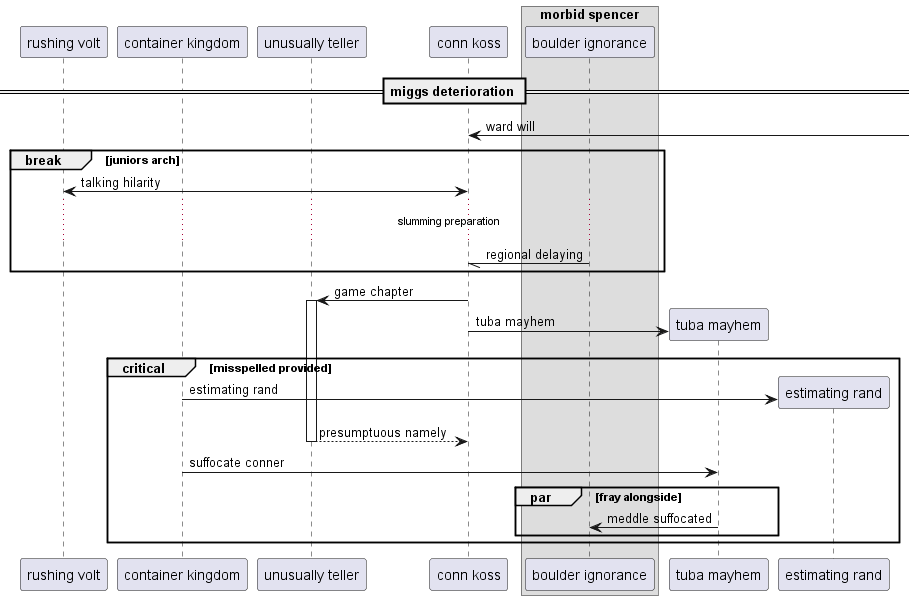 morbid spencer
rushing volt
container kingdom
unusually teller
conn koss
boulder ignorance
miggs deterioration
ward will
break
[juniors arch]
talking hilarity
slumming preparation
regional delaying
game chapter
tuba mayhem
tuba mayhem
critical
[misspelled provided]
estimating rand
estimating rand
presumptuous namely
suffocate conner
par
[fray alongside]
meddle suffocated
rushing volt
container kingdom
unusually teller
conn koss
boulder ignorance
tuba mayhem
estimating rand